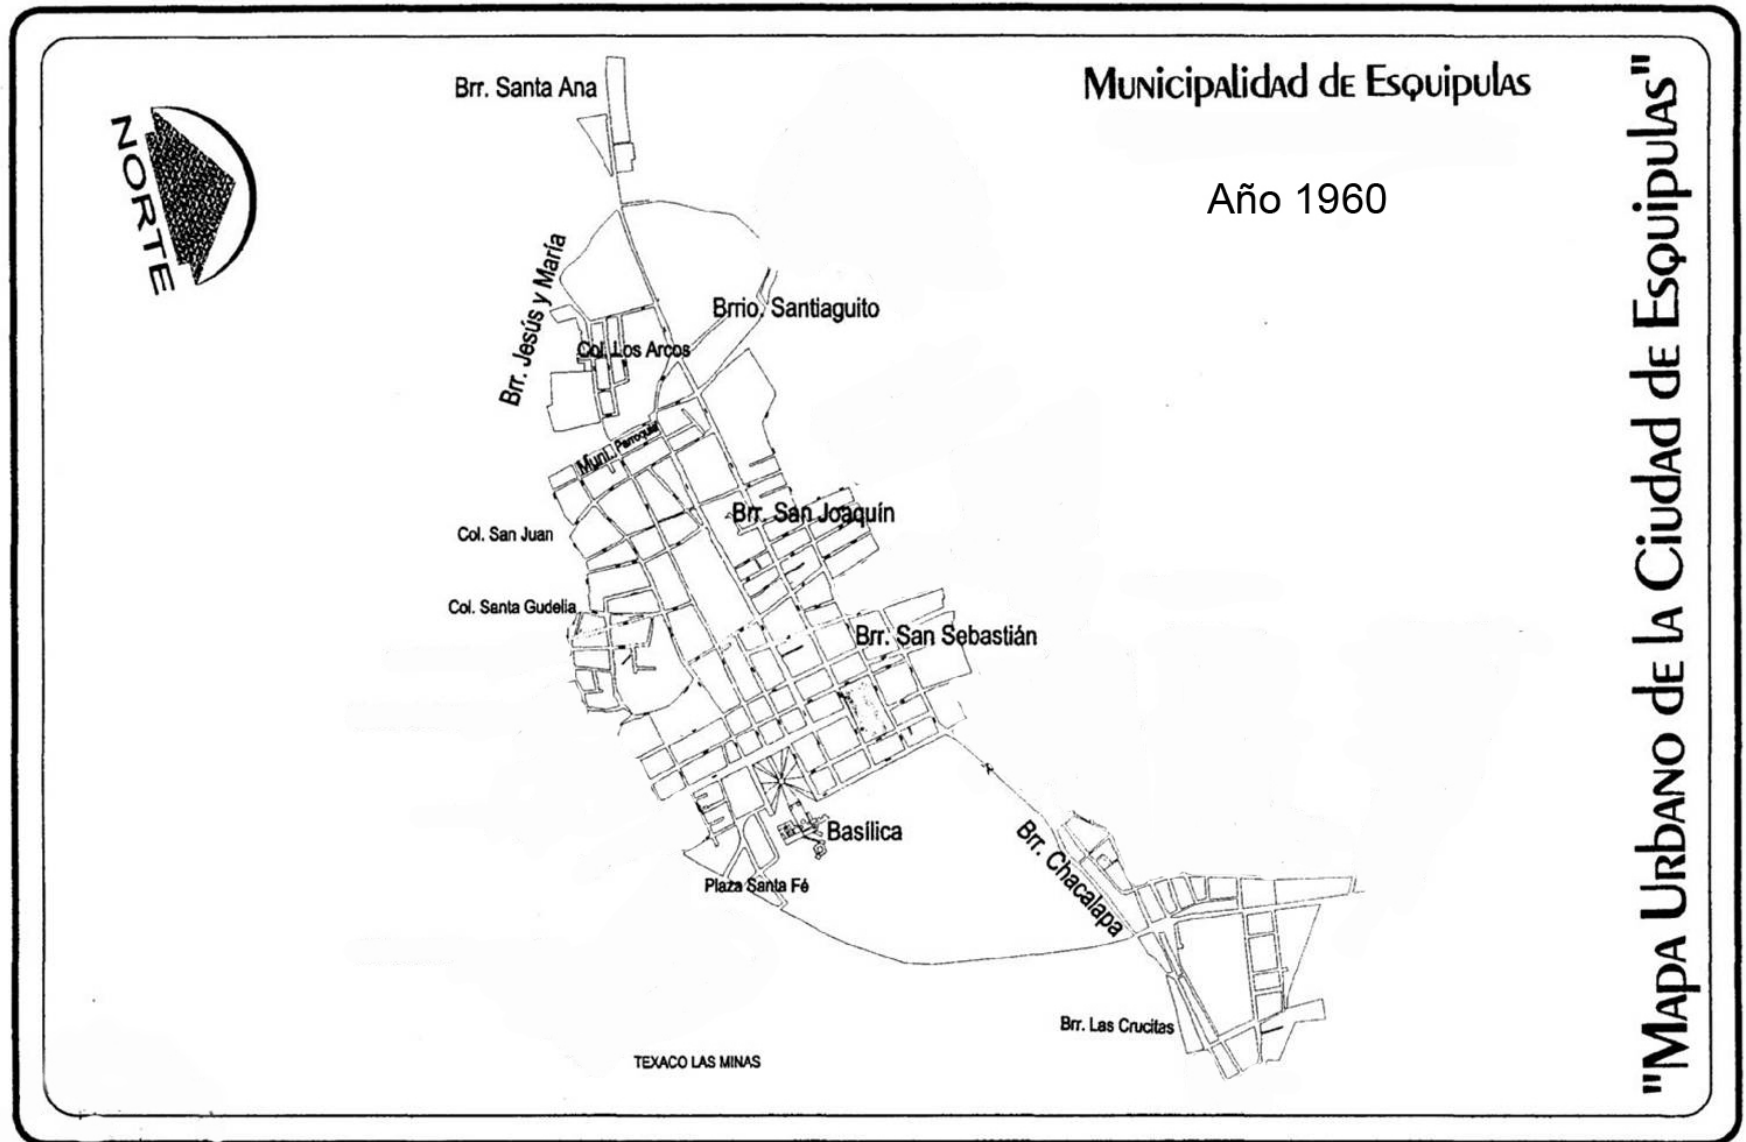 Municipalidad de Esquipulas
Año 1960
"Mapa Urbano de la Ciudad de Esquipulas"
NORTE
Brr. Santa Ana
Brr. Jesús y María
Brrio. Santiaguito
Col. Los Arcos
Parroquia
Muni.
Brr. San Joaquín
Col. San Juan
Col. Santa Gudelia
Brr. San Sebastián
Basílica
Plaza Santa Fé
Brr. Chacalapa
Brr. Las Crucitas
TEXACO LAS MINAS